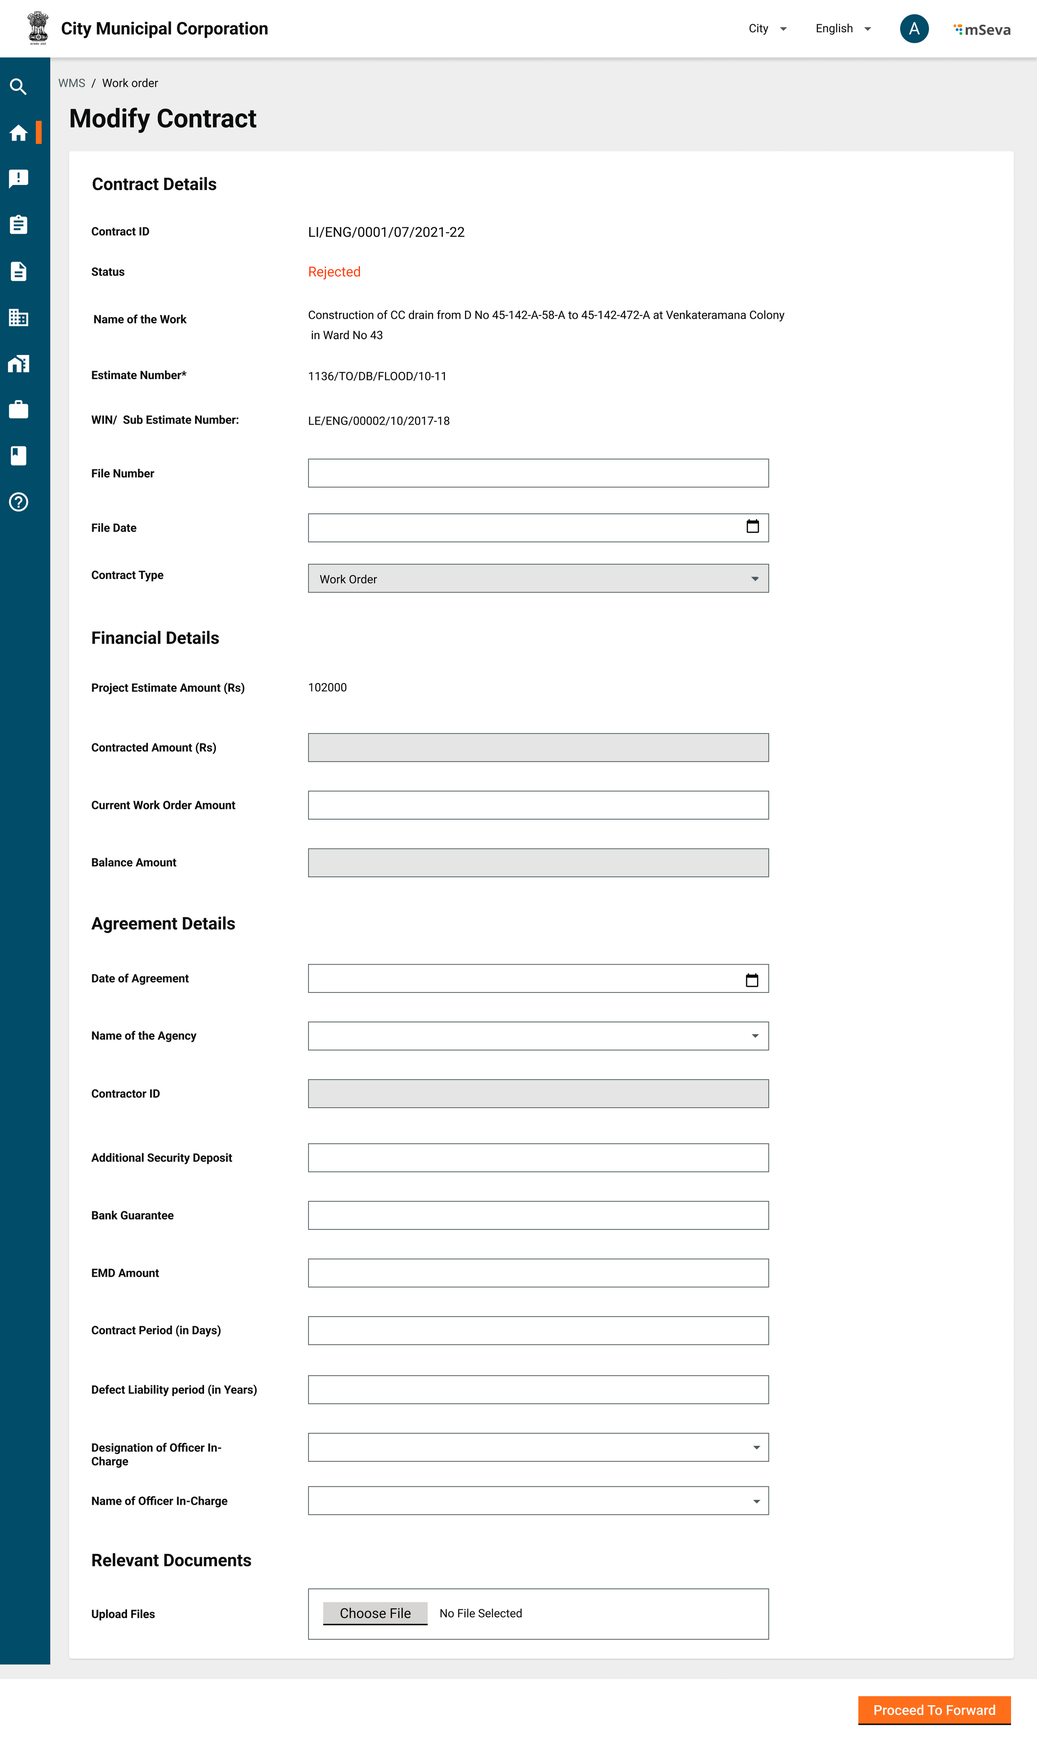 City Municipal Corporation
City
English
A
mSeva
WMS / Work order
Modify Contract
Contract Details
Contract ID
LI/ENG/0001/07/2021-22
Status
Rejected
Name of the Work
Construction of CC drain from D No 45-142-A-58-A to 45-142-472-A at Venkateramana Colony
in Ward No 43
Estimate Number*
1136/TO/DB/FLOOD/10-11
WIN/ Sub Estimate Number:
LE/ENG/00002/10/2017-18
File Number
File Date
Contract Type
Work Order
Financial Details
Project Estimate Amount (Rs)
102000
Contracted Amount (Rs)
Current Work Order Amount
Balance Amount
Agreement Details
Date of Agreement
Name of the Agency
Contractor ID
Additional Security Deposit
Bank Guarantee
EMD Amount
Contract Period (in Days)
Defect Liability period (in Years)
Designation of Officer In-
Charge
Name of Officer In-Charge
Relevant Documents
Upload Files
Choose File
No File Selected
Proceed To Forward